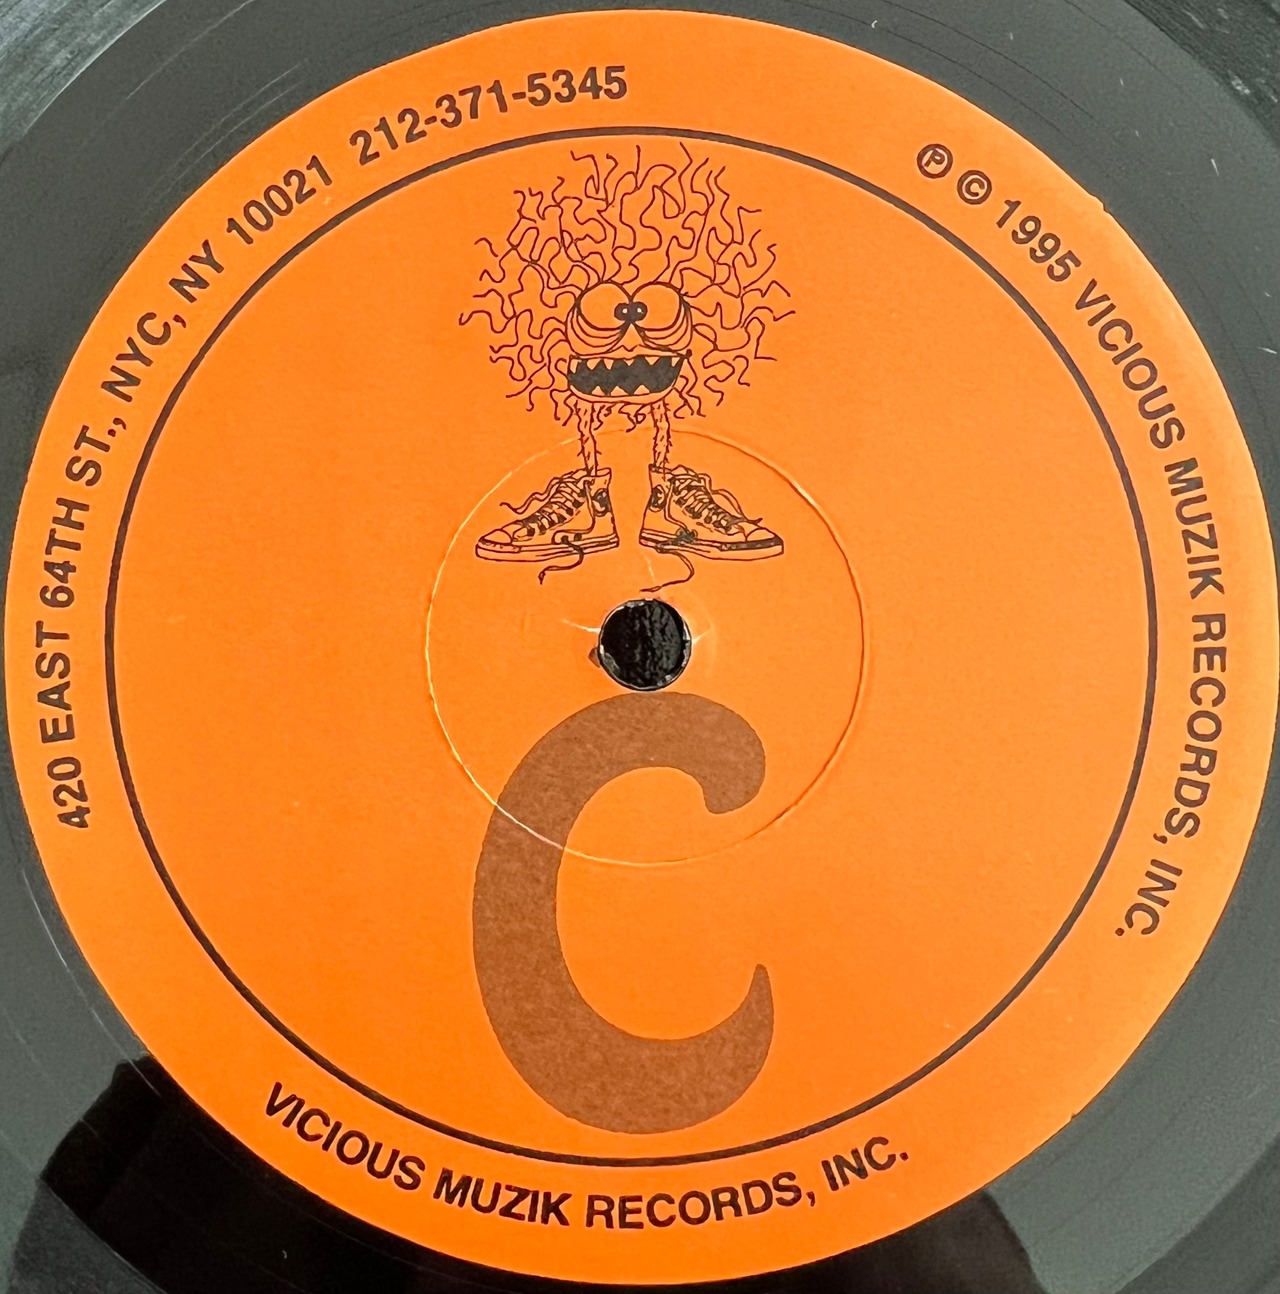 420 EAST 64TH ST., NYC, NY 10021 212-371-5345
Ⓟ © 1995 VICIOUS MUZIK RECORDS, INC.
C
VICIOUS MUZIK RECORDS, INC.